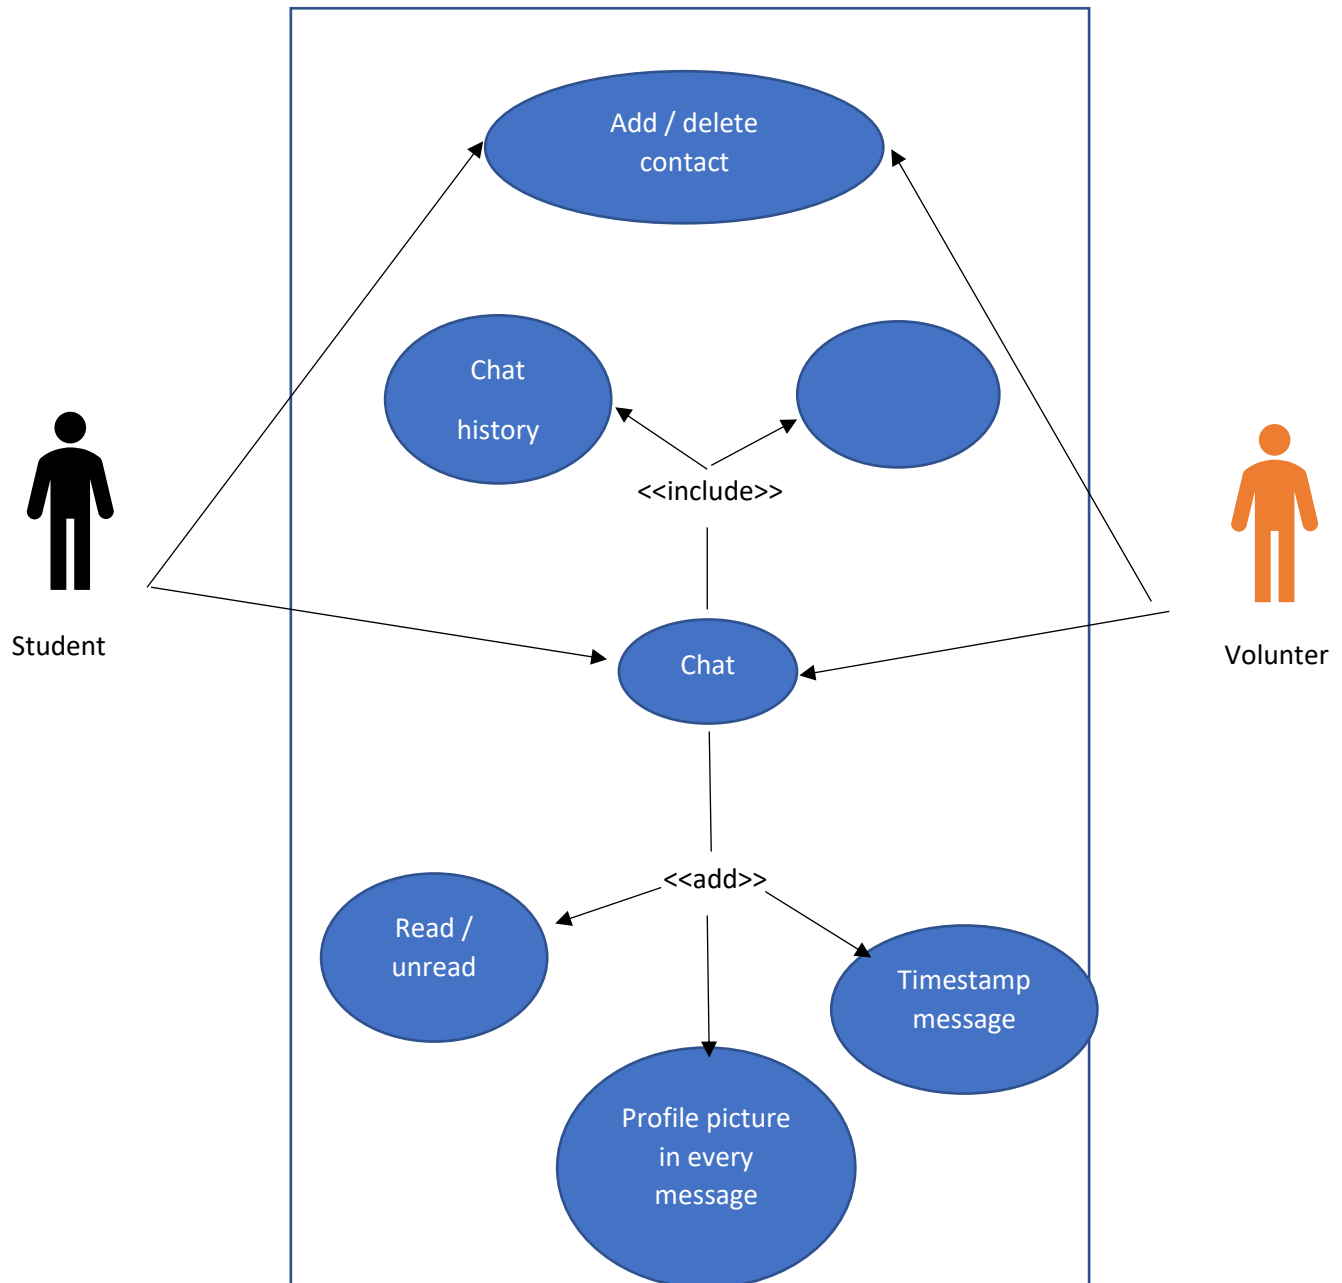 Add / delete
contact
Chat
history
<<include>>
Student
Chat
Volunter
<<add>>
Read /
unread
Timestamp
message
Profile picture
in every
message